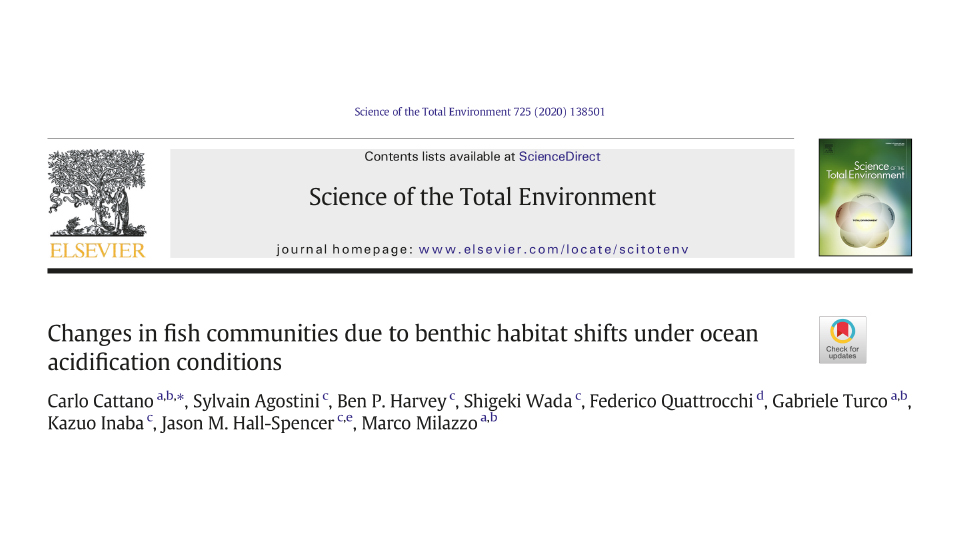 Science of the Total Environment 725 (2020) 138501
Contents lists available at ScienceDirect
Science of the Total Environment
journal homepage: www.elsevier.com/locate/scitotenv
ELSEVIER
Science OF THE
Total Environment
Changes in fish communities due to benthic habitat shifts under ocean
acidification conditions
Check for
updates
Carlo Cattano a,b,*, Sylvain Agostini c, Ben P. Harvey c, Shigeki Wada c, Federico Quattrocchi d, Gabriele Turco a,b,
Kazuo Inaba c, Jason M. Hall-Spencer c,e, Marco Milazzo a,b